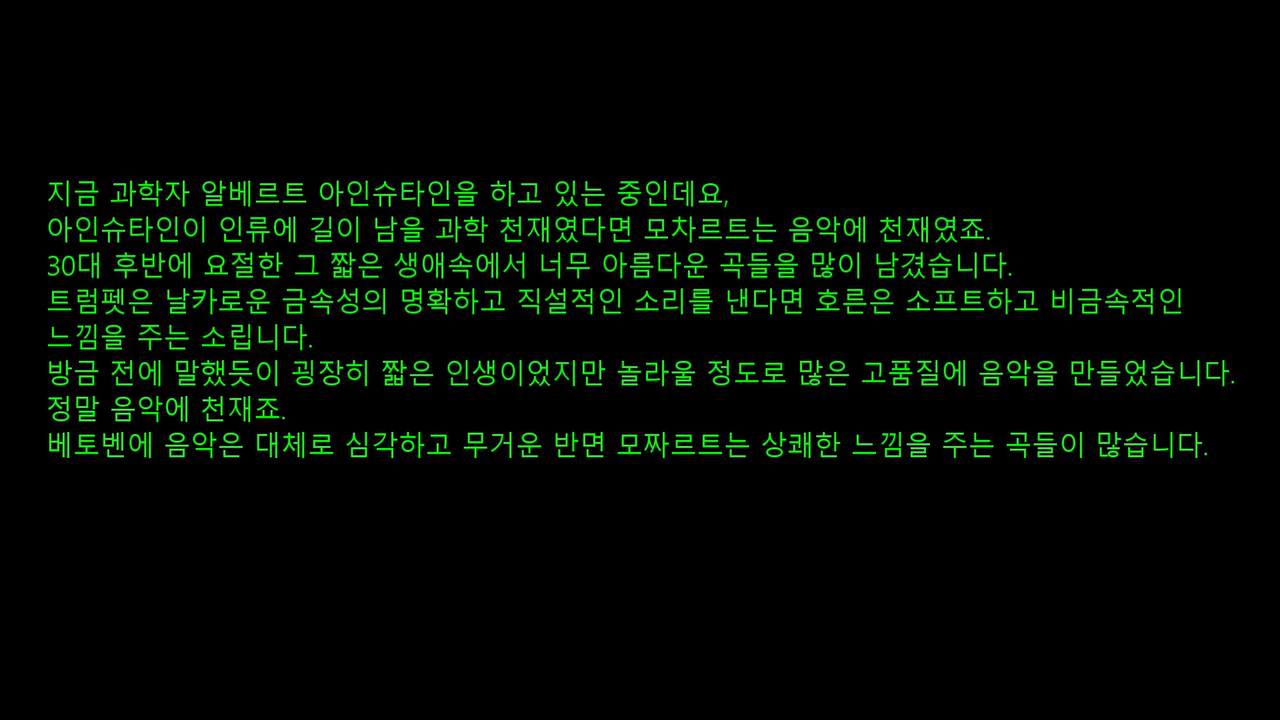 지금 과학자 알베르트 아인슈타인을 하고 있는 중인데요,
아인슈타인이 인류에 길이 남을 과학 천재였다면 모차르트는 음악에 천재였죠.
30대 후반에 요절한 그 짧은 생애속에서 너무 아름다운 곡들을 많이 남겼습니다.
트럼펫은 날카로운 금속성의 명확하고 직설적인 소리를 낸다면 호른은 소프트하고 비금속적인
느낌을 주는 소립니다.
방금 전에 말했듯이 굉장히 짧은 인생이었지만 놀라울 정도로 많은 고품질에 음악을 만들었습니다.
정말 음악에 천재죠.
베토벤에 음악은 대체로 심각하고 무거운 반면 모짜르트는 상쾌한 느낌을 주는 곡들이 많습니다.